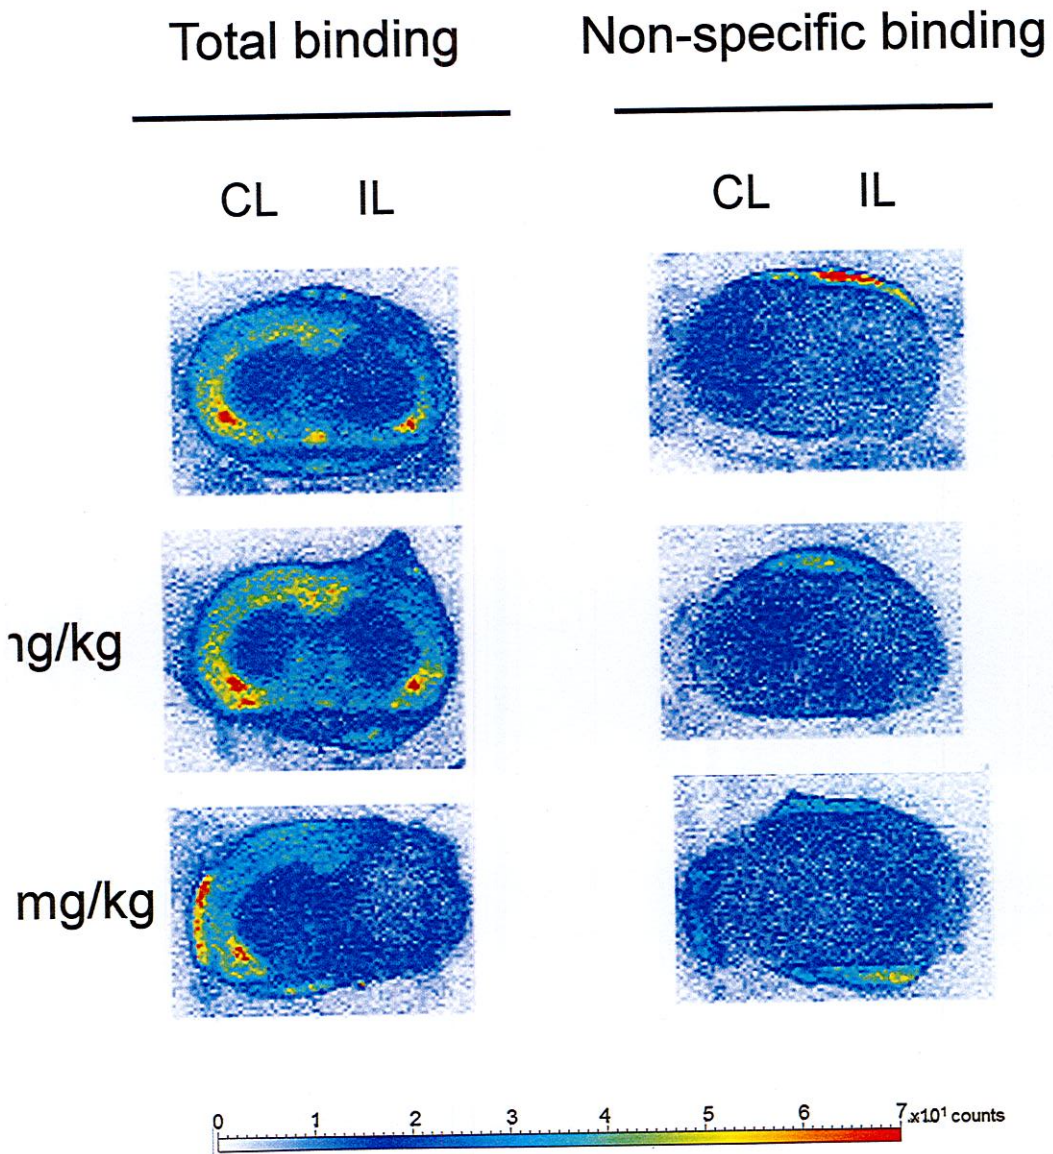 Total binding Non-specific binding
CL IL CL IL
mg/kg
0 1 2 3 4 5 6 7 x10¹ counts